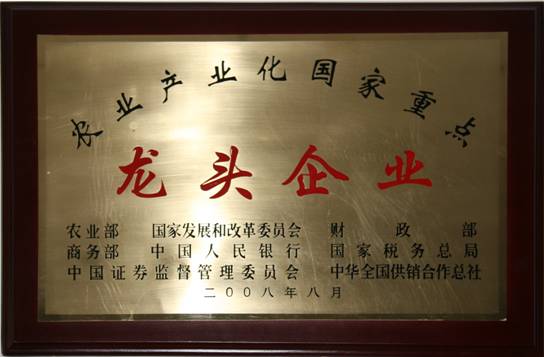 农业产业化国家重点
龙头企业
农业部 国家发展和改革委员会 财政部
商务部 中国人民银行 国家税务总局
中国证券监督管理委员会 中华全国供销合作总社
二00八年八月